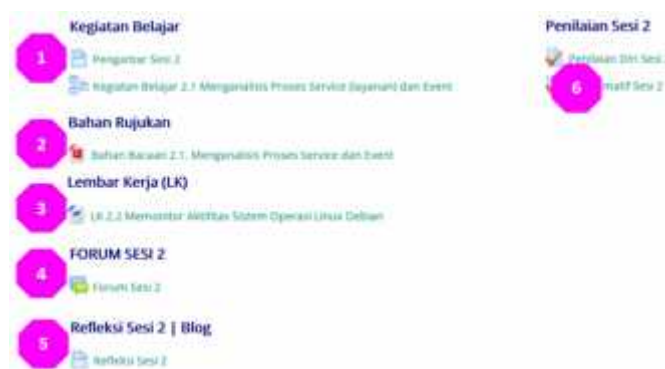 Kegiatan Belajar
1
Pengantar Sesi 2
Kegiatan Belajar 2.1 Menganalisis Proses Service (layanan) dan Event
Bahan Rujukan
2
Bahan Bacaan 2.1. Menganalisis Proses Service dan Event
Lembar Kerja (LK)
3
LK 2.2 Memonitor Aktifitas Sistem Operasi Linux Debian
FORUM SESI 2
4
Forum Sesi 2
Refleksi Sesi 2 | Blog
5
Refleksi Sesi 2
Penilaian Sesi 2
Penilaian Diri Sesi
6
matif Sesi 2